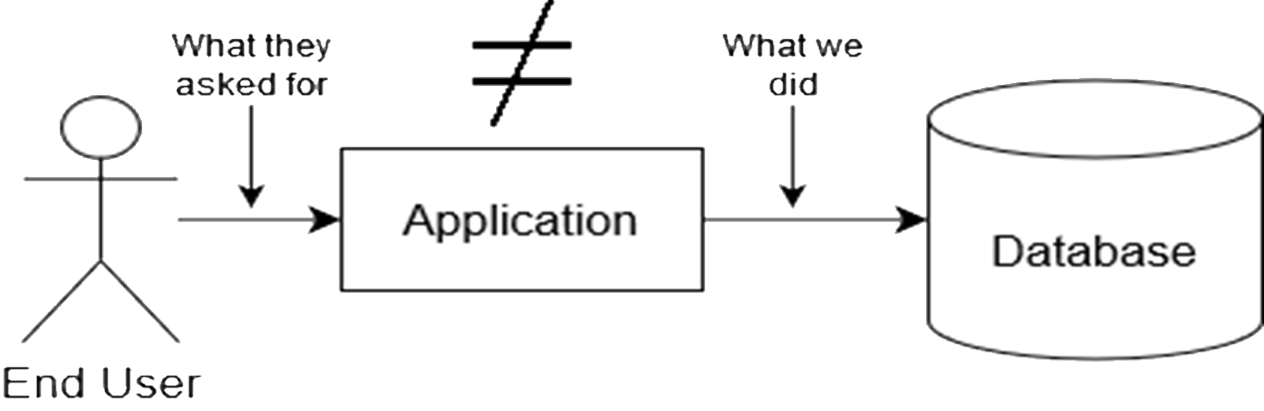 What they
asked for
≠
What we
did
Application
Database
End User